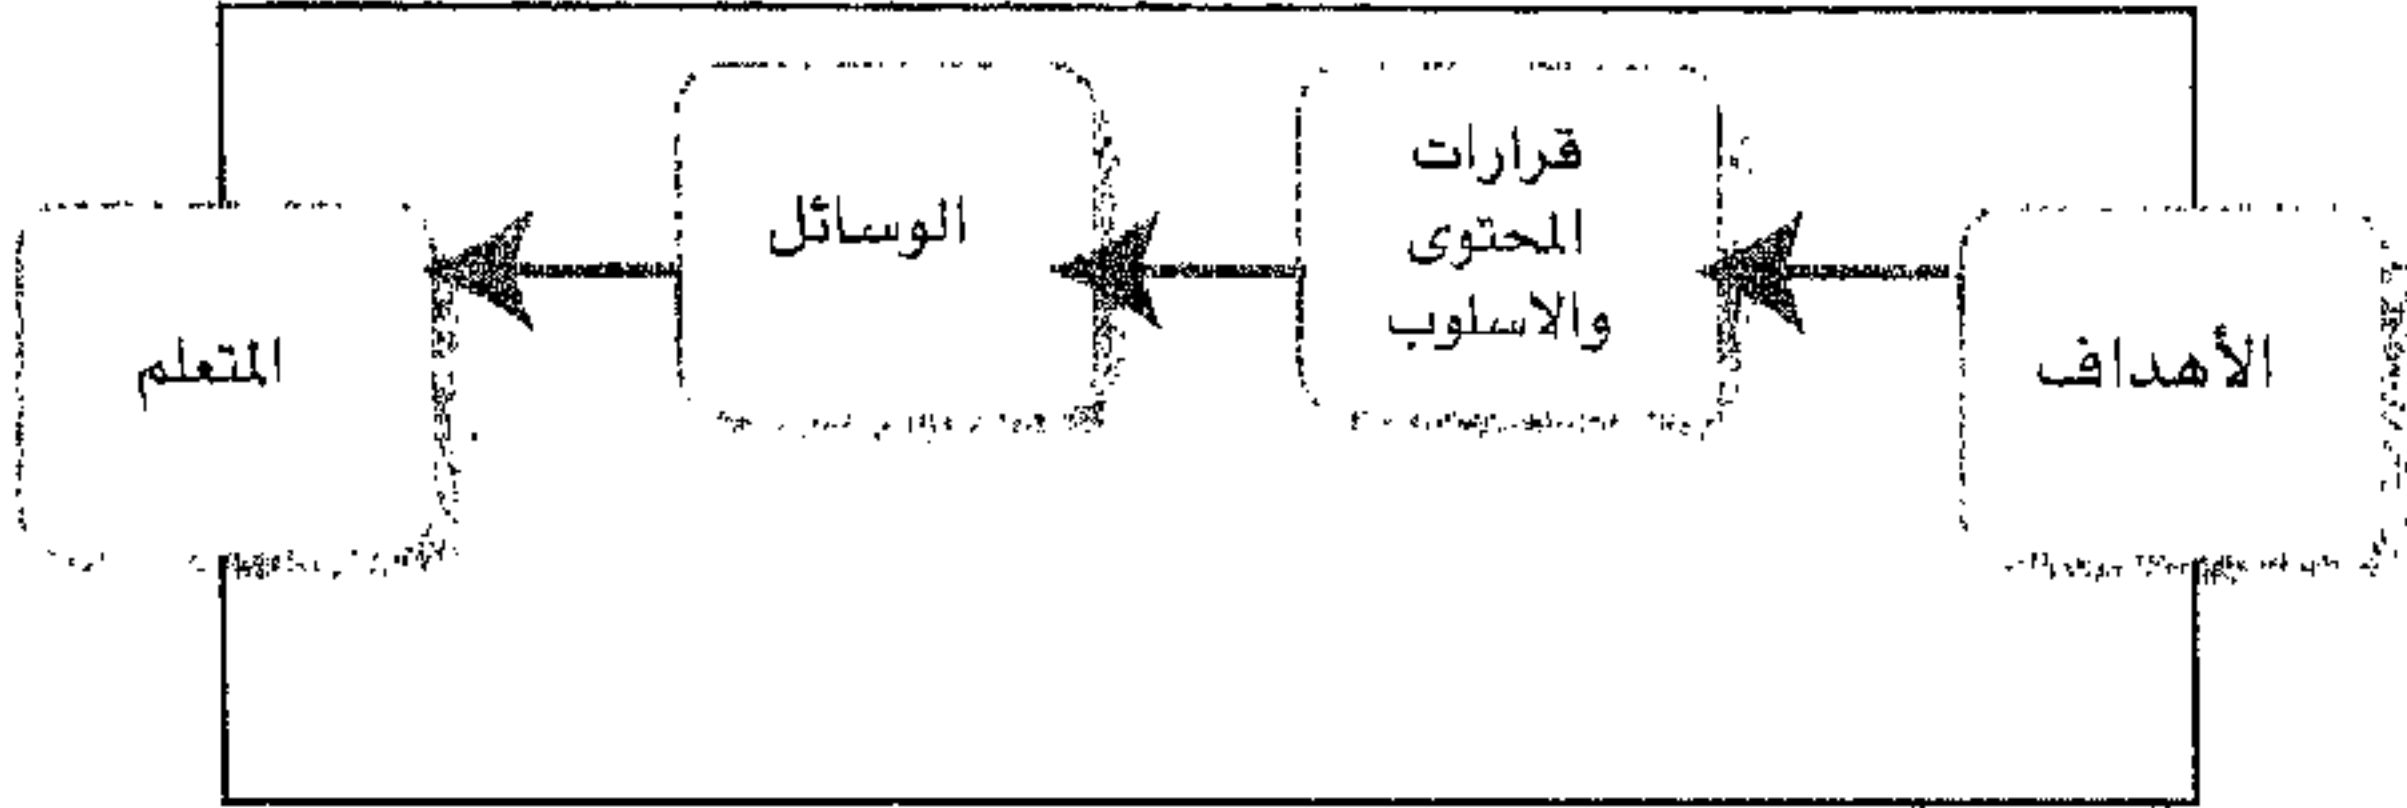 الأهداف
قرارات
المحتوى
والاسلوب
الوسائل
المتعلم